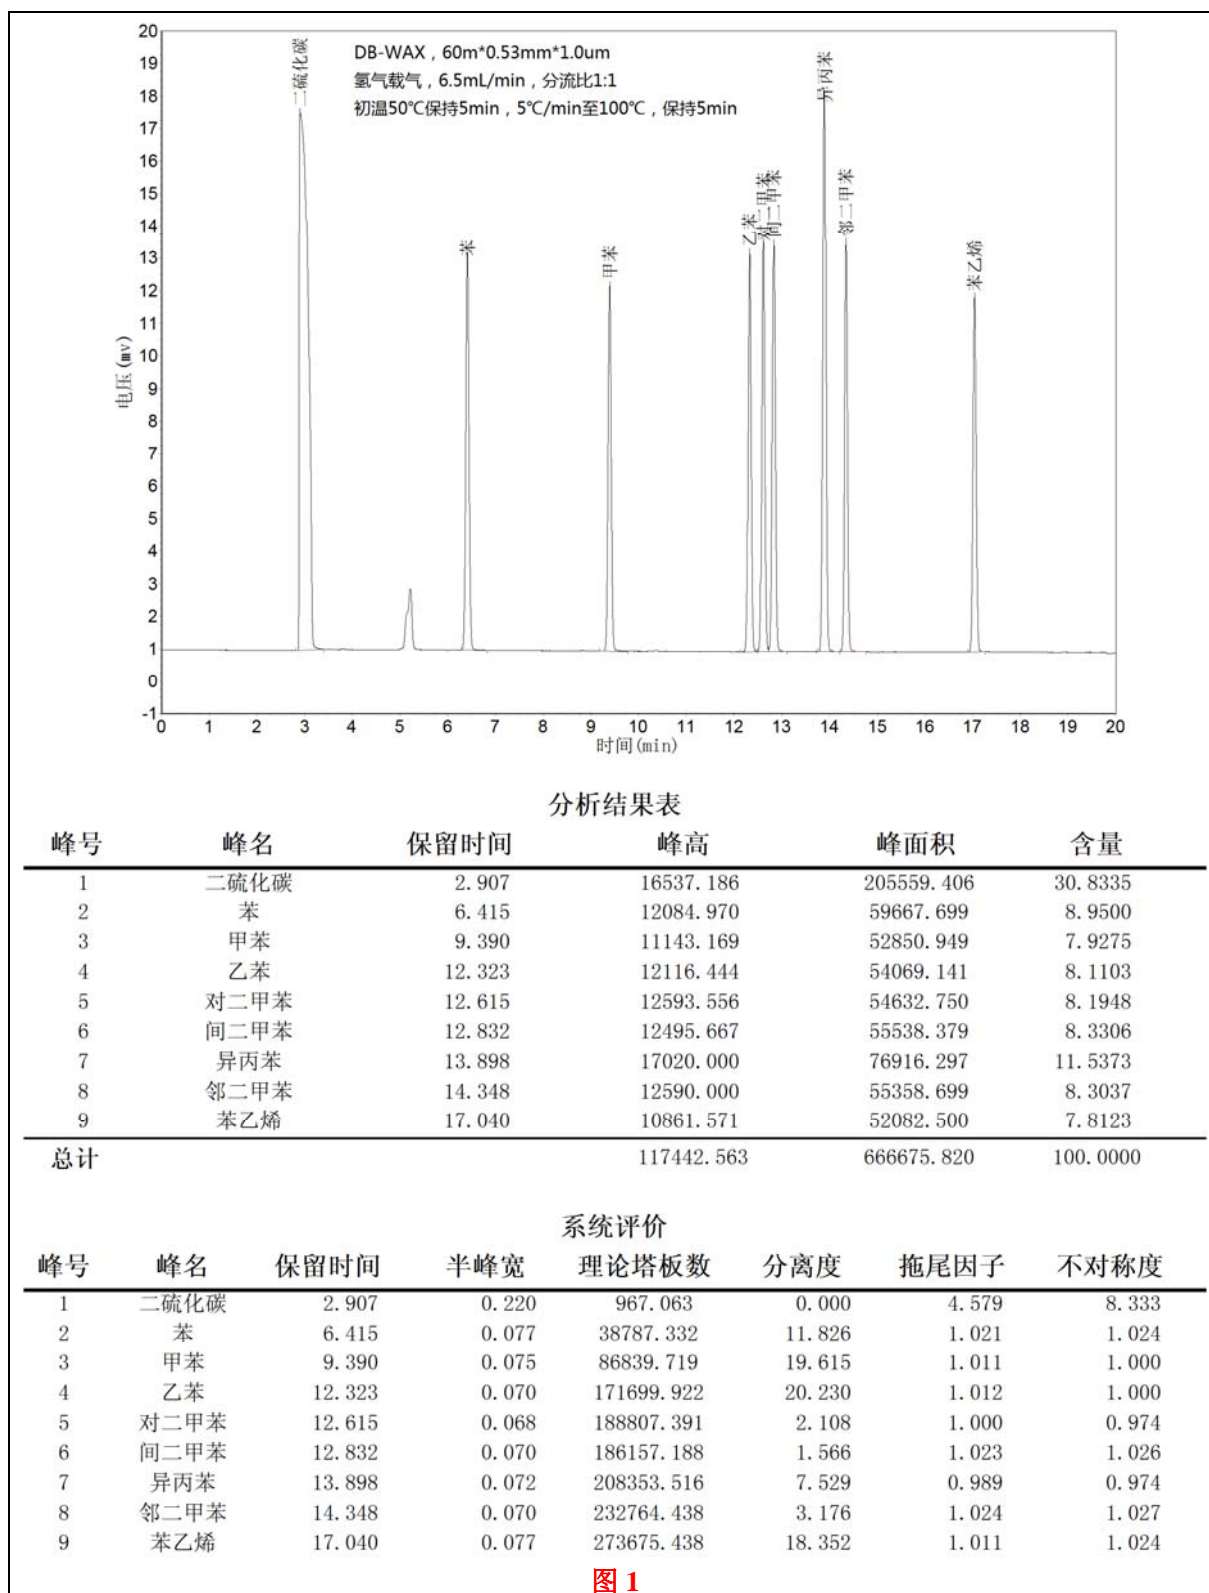 DB-WAX，60m*0.53mm*1.0um
氢气载气，6.5mL/min，分流比1:1
初温50℃保持5min，5℃/min至100℃，保持5min
20
19
18
17
16
15
14
13
12
11
10
9
8
7
6
5
4
3
2
1
0
-1
电压(mv)
二硫化碳
苯
甲苯
乙苯
对二甲苯
间二甲苯
异丙苯
邻二甲苯
苯乙烯
0 1 2 3 4 5 6 7 8 9 10 11 12 13 14 15 16 17 18 19 20
时间(min)
分析结果表
峰号 峰名 保留时间 峰高 峰面积 含量
1 二硫化碳 2.907 16537.186 205559.406 30.8335
2 苯 6.415 12084.970 59667.699 8.9500
3 甲苯 9.390 11143.169 52850.949 7.9275
4 乙苯 12.323 12116.444 54069.141 8.1103
5 对二甲苯 12.615 12593.556 54632.750 8.1948
6 间二甲苯 12.832 12495.667 55538.379 8.3306
7 异丙苯 13.898 17020.000 76916.297 11.5373
8 邻二甲苯 14.348 12590.000 55358.699 8.3037
9 苯乙烯 17.040 10861.571 52082.500 7.8123
总计 117442.563 666675.820 100.0000
系统评价
峰号 峰名 保留时间 半峰宽 理论塔板数 分离度 拖尾因子 不对称度
1 二硫化碳 2.907 0.220 967.063 0.000 4.579 8.333
2 苯 6.415 0.077 38787.332 11.826 1.021 1.024
3 甲苯 9.390 0.075 86839.719 19.615 1.011 1.000
4 乙苯 12.323 0.070 171699.922 20.230 1.012 1.000
5 对二甲苯 12.615 0.068 188807.391 2.108 1.000 0.974
6 间二甲苯 12.832 0.070 186157.188 1.566 1.023 1.026
7 异丙苯 13.898 0.072 208353.516 7.529 0.989 0.974
8 邻二甲苯 14.348 0.070 232764.438 3.176 1.024 1.027
9 苯乙烯 17.040 0.077 273675.438 18.352 1.011 1.024
图 1